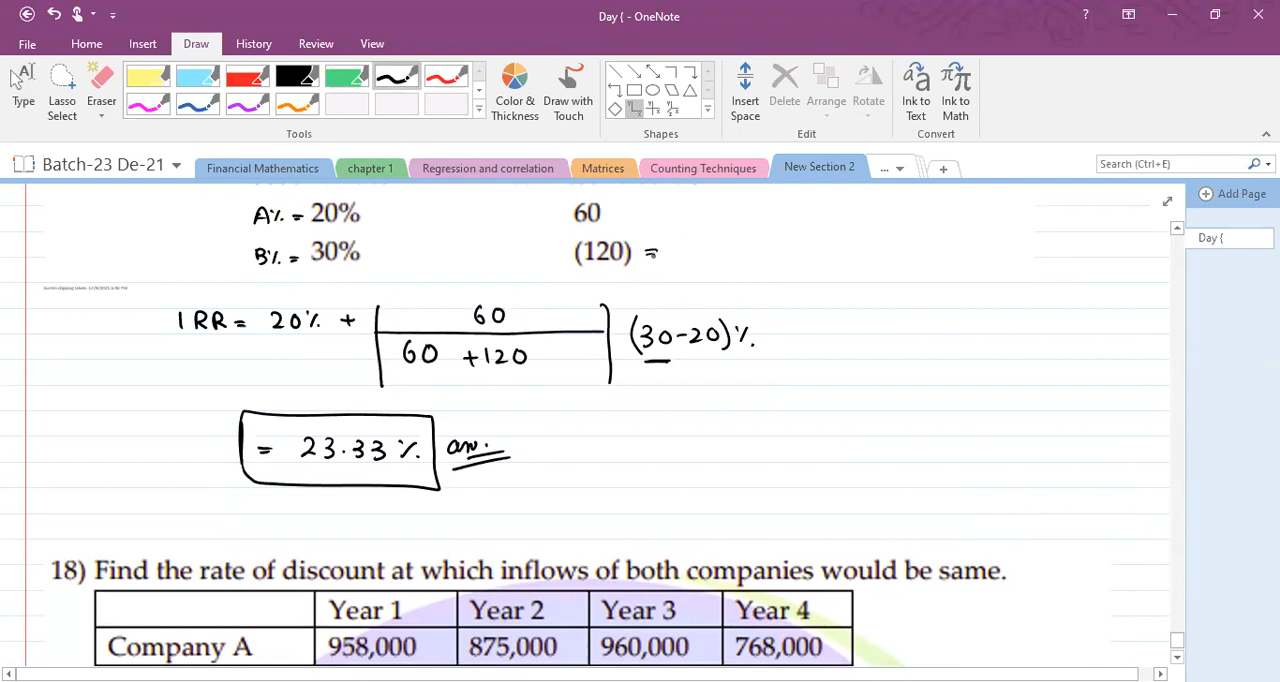 Day { - OneNote
File Home Insert Draw History Review View
Type
Lasso Select
Eraser
Color & Thickness
Draw with Touch
Insert Space
Delete
Arrange
Rotate
Ink to Text
Ink to Math
Tools
Shapes
Edit
Convert
Batch-23 De-21
Financial Mathematics
chapter 1
Regression and correlation
Matrices
Counting Techniques
New Section 2
...
Search (Ctrl+E)
Add Page
Day {
A% = 20% 60
B% = 30% (120) =
IRR = 20% + 60 / 60 + 120 (30-20)%
= 23.33% ans.
18) Find the rate of discount at which inflows of both companies would be same.
Year 1 Year 2 Year 3 Year 4
Company A 958,000 875,000 960,000 768,000